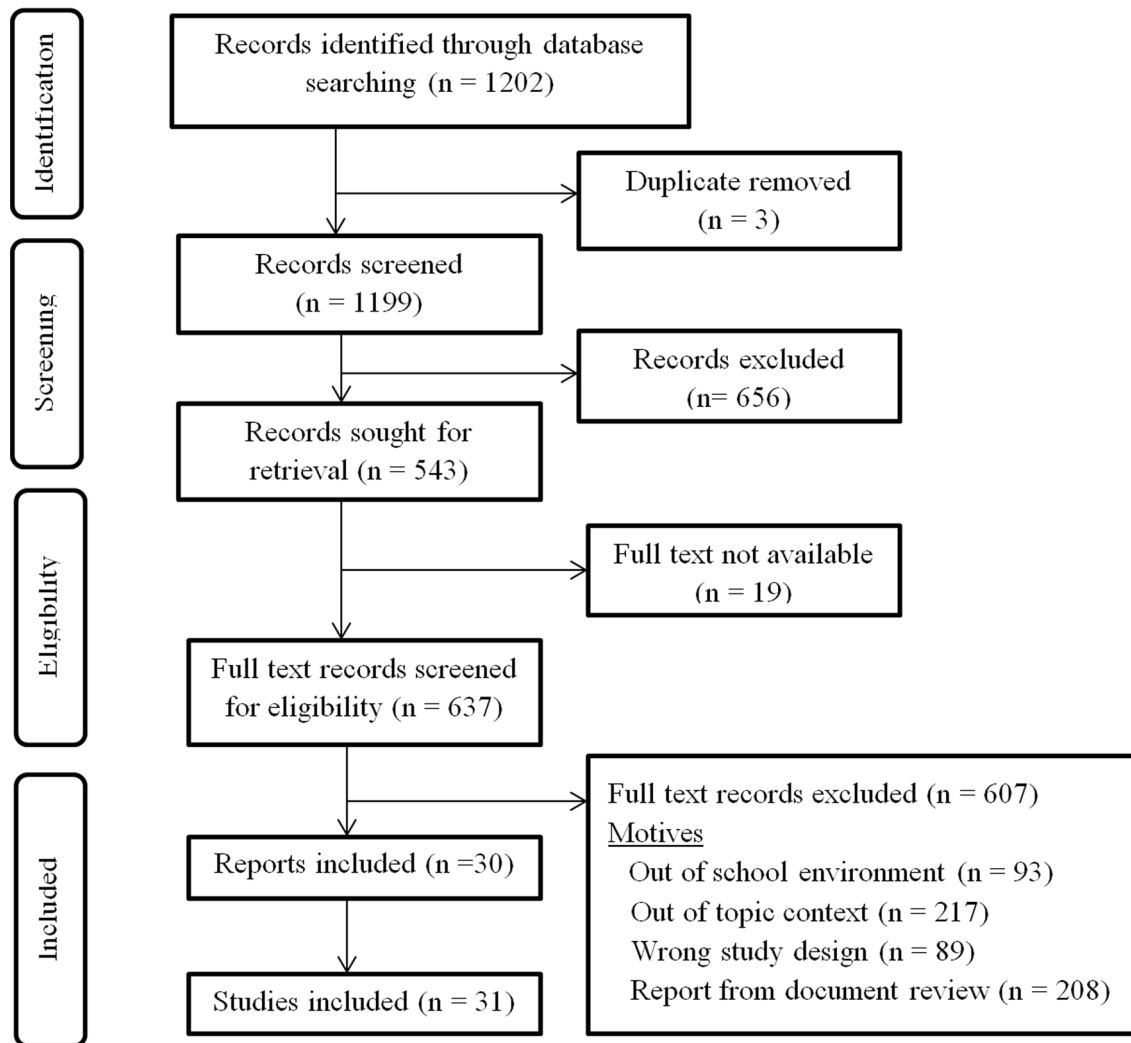 Identification
Records identified through database
searching (n = 1202)
Duplicate removed
(n = 3)
Screening
Records screened
(n = 1199)
Records excluded
(n= 656)
Records sought for
retrieval (n = 543)
Eligibility
Full text not available
(n = 19)
Full text records screened
for eligibility (n = 637)
Included
Full text records excluded (n = 607)
Motives
Out of school environment (n = 93)
Out of topic context (n = 217)
Wrong study design (n = 89)
Report from document review (n = 208)
Reports included (n =30)
Studies included (n = 31)